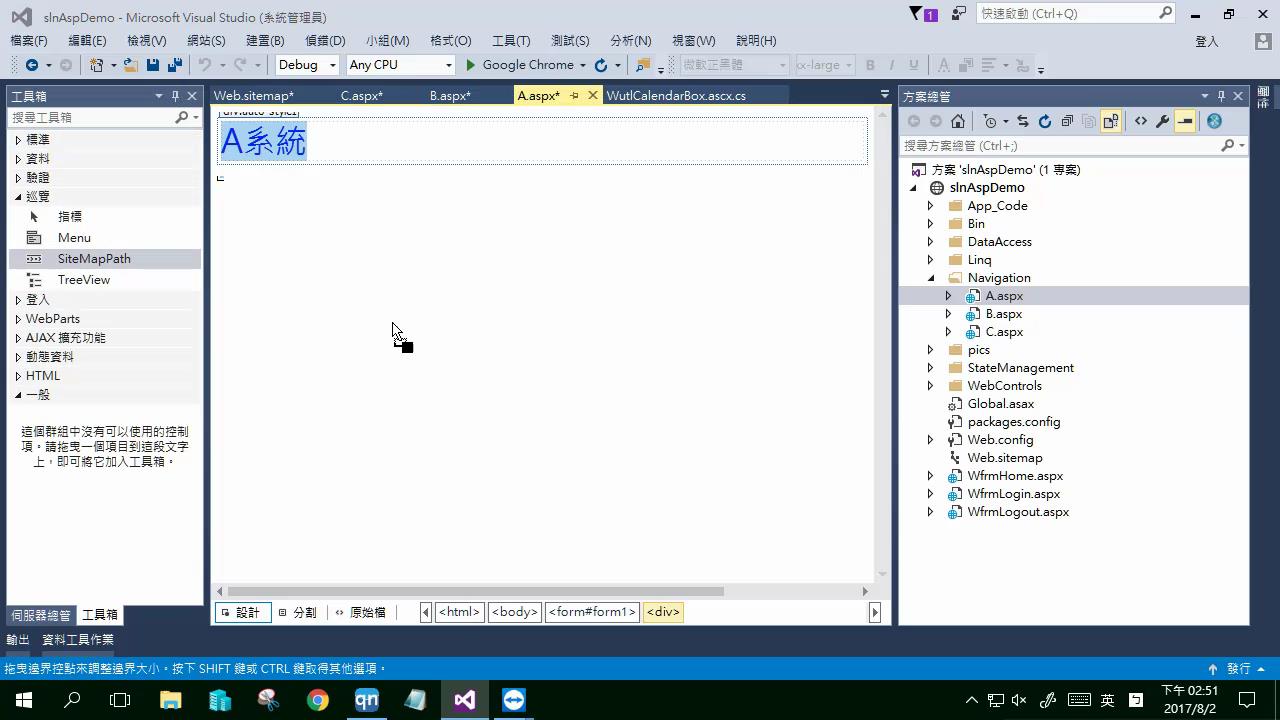 slnAspDemo - Microsoft Visual Studio (系統管理員)
1
快速啟動 (Ctrl+Q)
檔案(F) 編輯(E) 檢視(V) 網站(S) 建置(B) 偵錯(D) 小組(M) 格式(O) 工具(T) 測試(S) 分析(N) 視窗(W) 說明(H)
登入
Debug Any CPU Google Chrome 微軟正黑體 xx-large B I U A
工具箱
Web.sitemap* C.aspx* B.aspx* A.aspx* WutlCalendarBox.ascx.cs
方案總管
搜尋工具箱
標準
資料
驗證
巡覽
指標
Menu
SiteMapPath
TreeView
登入
WebParts
AJAX 擴充功能
動態資料
HTML
一般
這個群組中沒有可以使用的控制
項。請拖曳一個項目到這段文字
上，即可將它加入工具箱。
伺服器總管 工具箱
A系統
設計 分割 原始檔 <html> <body> <form#form1> <div>
搜尋方案總管 (Ctrl+;)
方案 'slnAspDemo' (1 專案)
slnAspDemo
App_Code
Bin
DataAccess
Linq
Navigation
A.aspx
B.aspx
C.aspx
pics
StateManagement
WebControls
Global.asax
packages.config
Web.config
Web.sitemap
WfrmHome.aspx
WfrmLogin.aspx
WfrmLogout.aspx
輸出 資料工具作業
拖曳邊界控點來調整邊界大小。按下 SHIFT 鍵或 CTRL 鍵取得其他選項。
發行
qn
英
下午 02:51
2017/8/2